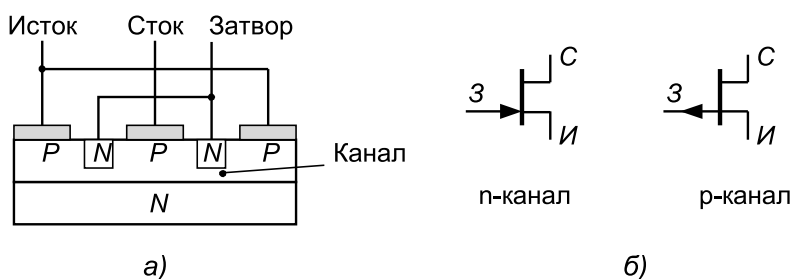 Исток Сток Затвор
P N P N P
Канал
N
а)
С
З
И
n-канал
С
З
И
p-канал
б)